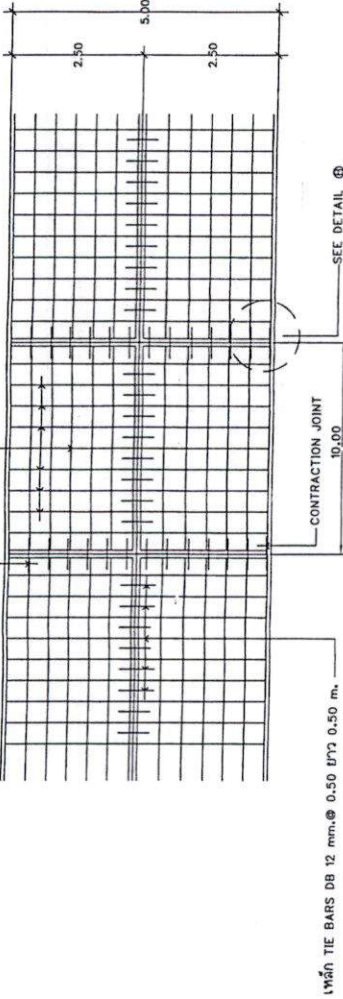 5.00
2.50
2.50
SEE DETAIL
CONTRACTION JOINT
10.00
เหล็ก TIE BARS DB 12 mm.@ 0.50 ยาว 0.50 m.